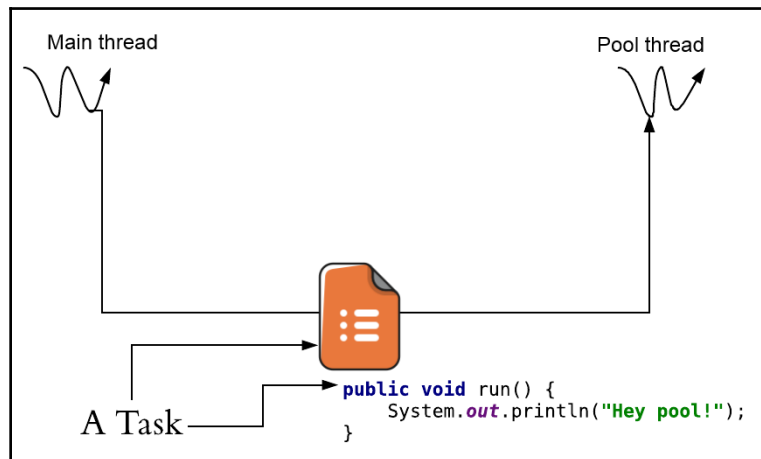 Main thread
Pool thread
A Task
public void run() {
    System.out.println("Hey pool!");
}